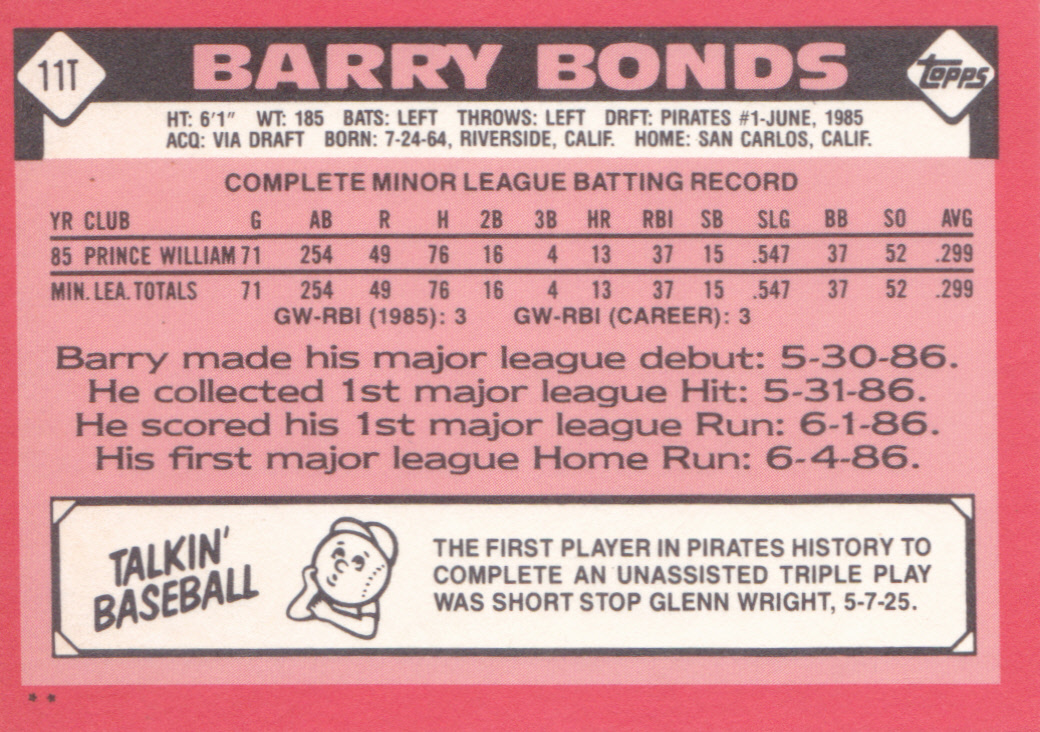 11T
BARRY BONDS
topps
HT: 6'1" WT: 185 BATS: LEFT THROWS: LEFT DRFT: PIRATES #1-JUNE, 1985
ACQ: VIA DRAFT BORN: 7-24-64, RIVERSIDE, CALIF. HOME: SAN CARLOS, CALIF.
COMPLETE MINOR LEAGUE BATTING RECORD
YR CLUB G AB R H 2B 3B HR RBI SB SLG BB SO AVG
85 PRINCE WILLIAM 71 254 49 76 16 4 13 37 15 .547 37 52 .299
MIN. LEA. TOTALS 71 254 49 76 16 4 13 37 15 .547 37 52 .299
GW-RBI (1985): 3 GW-RBI (CAREER): 3
Barry made his major league debut: 5-30-86.
He collected 1st major league Hit: 5-31-86.
He scored his 1st major league Run: 6-1-86.
His first major league Home Run: 6-4-86.
TALKIN'
BASEBALL
THE FIRST PLAYER IN PIRATES HISTORY TO
COMPLETE AN UNASSISTED TRIPLE PLAY
WAS SHORT STOP GLENN WRIGHT, 5-7-25.
* *